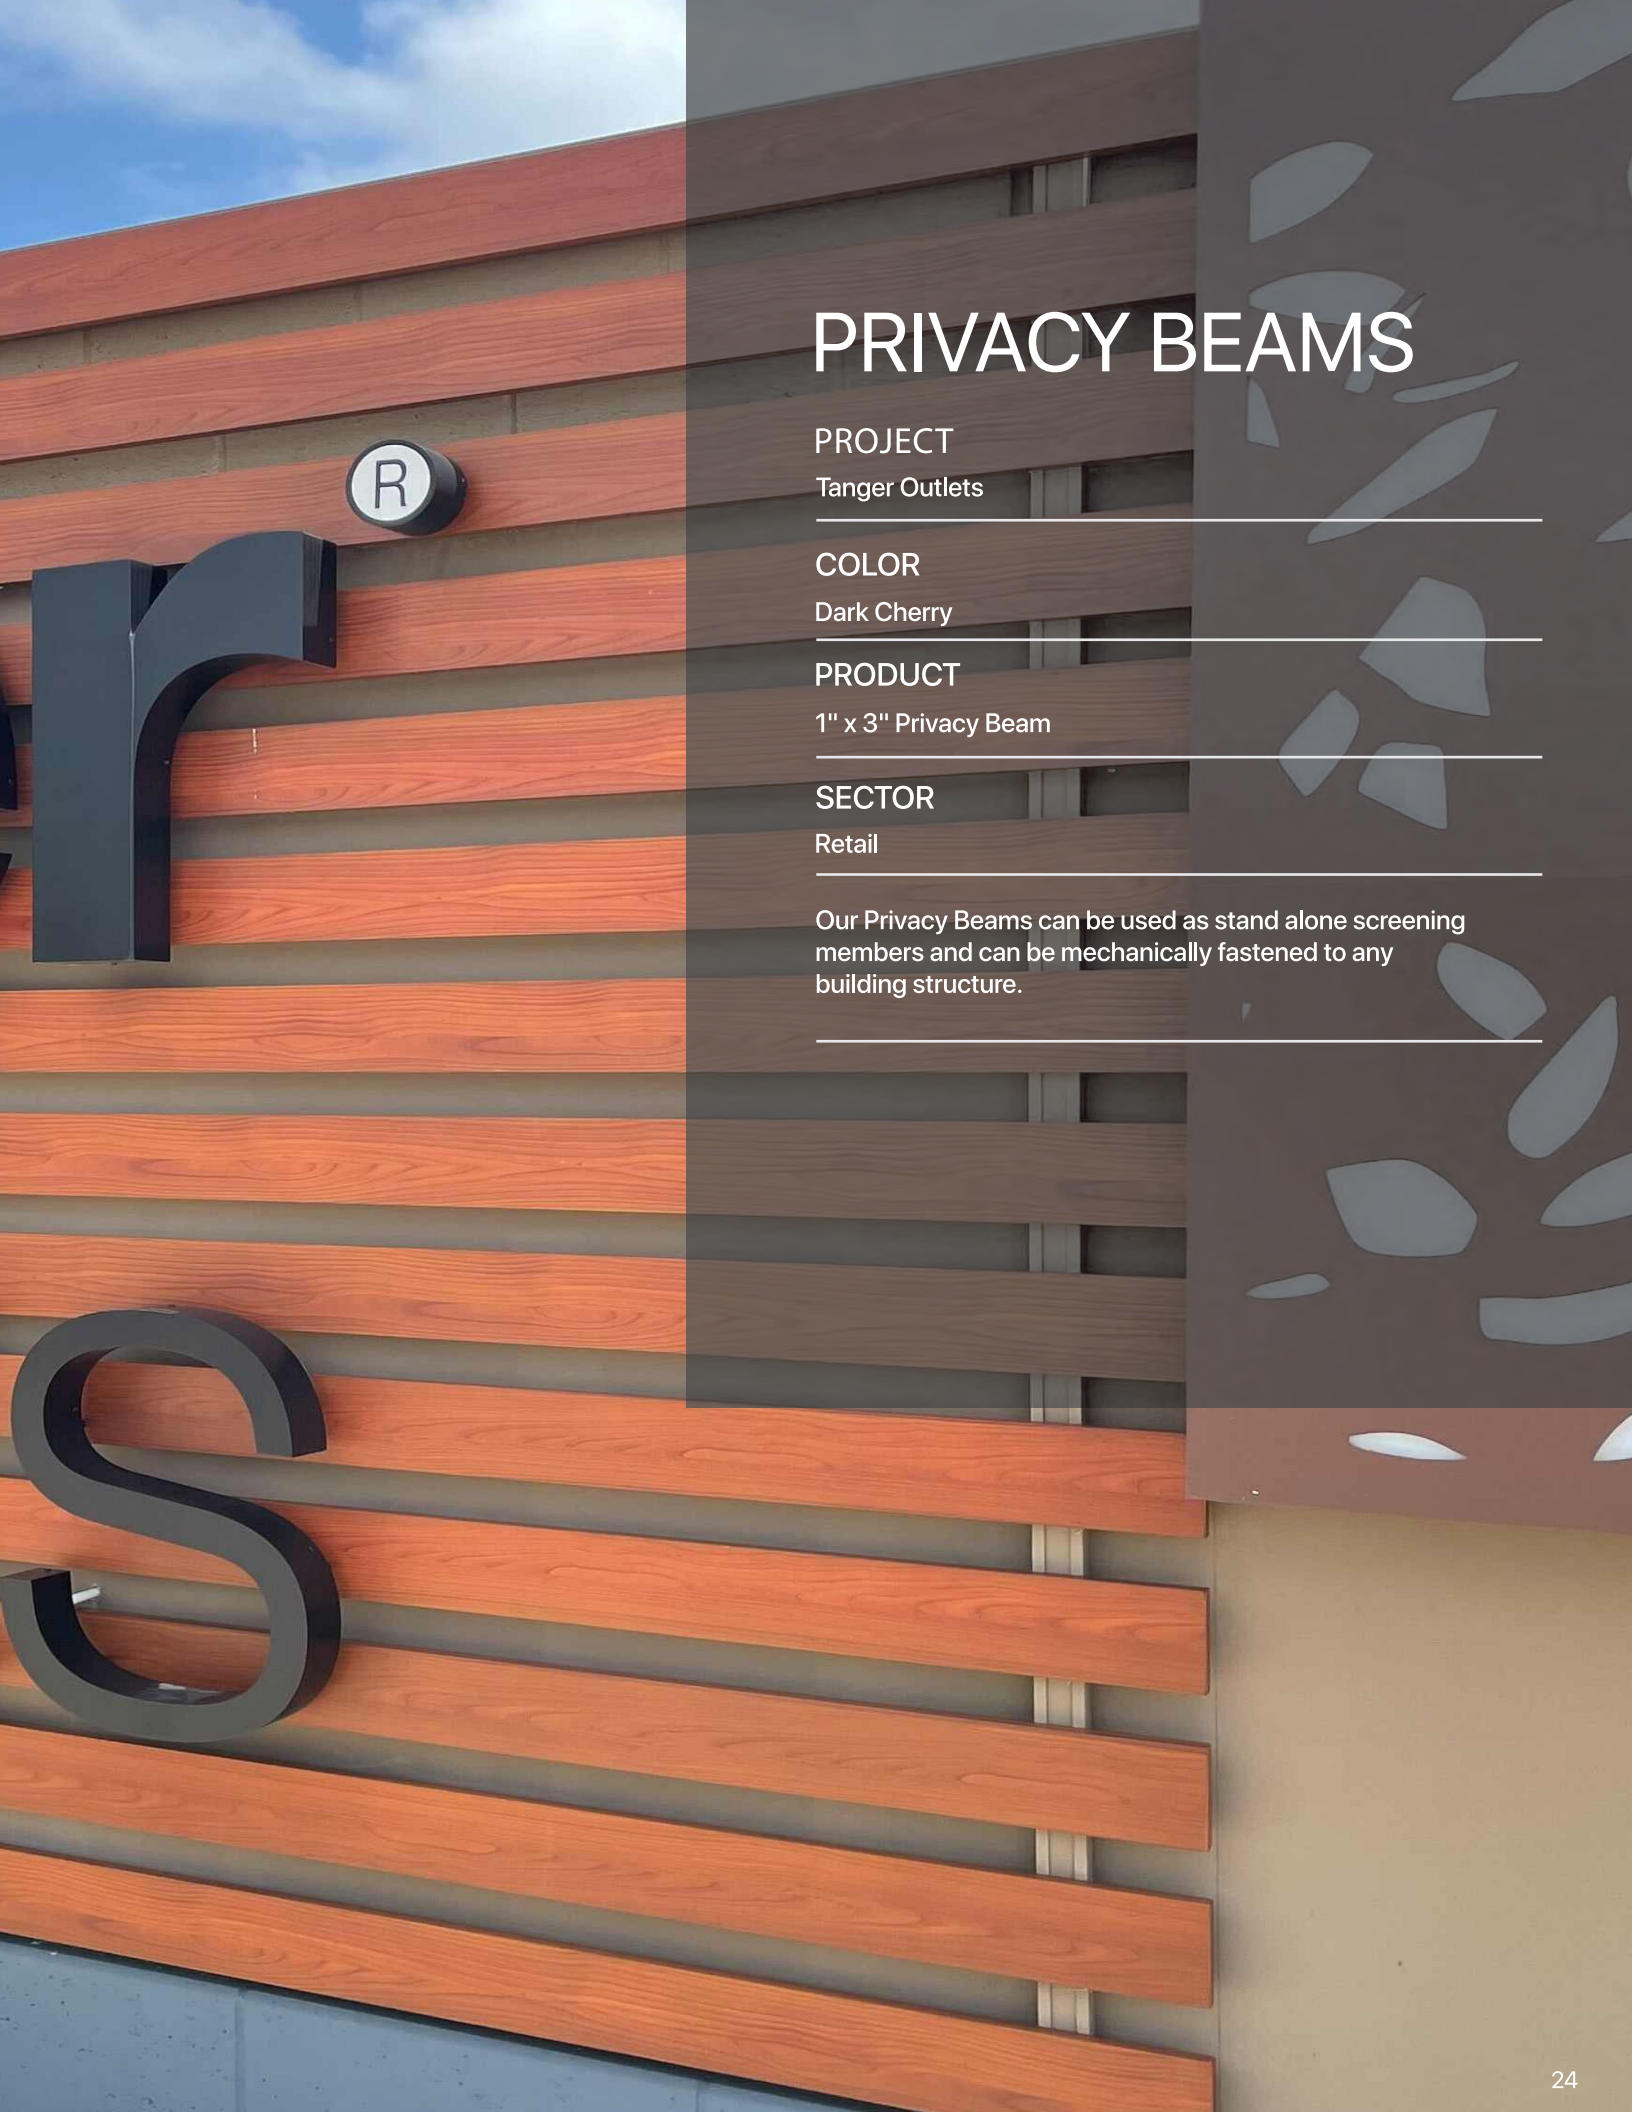 PRIVACY BEAMS
PROJECT
Tanger Outlets
COLOR
Dark Cherry
PRODUCT
1" x 3" Privacy Beam
SECTOR
Retail
Our Privacy Beams can be used as stand alone screening
members and can be mechanically fastened to any
building structure.
r®
s
24